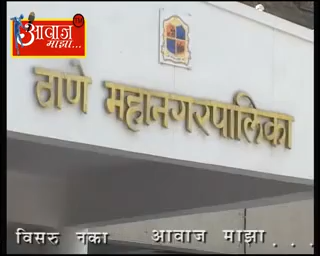 आवाज
माझा...
ठाणे महानगरपालिका
विसरु नका आवाज माझा...